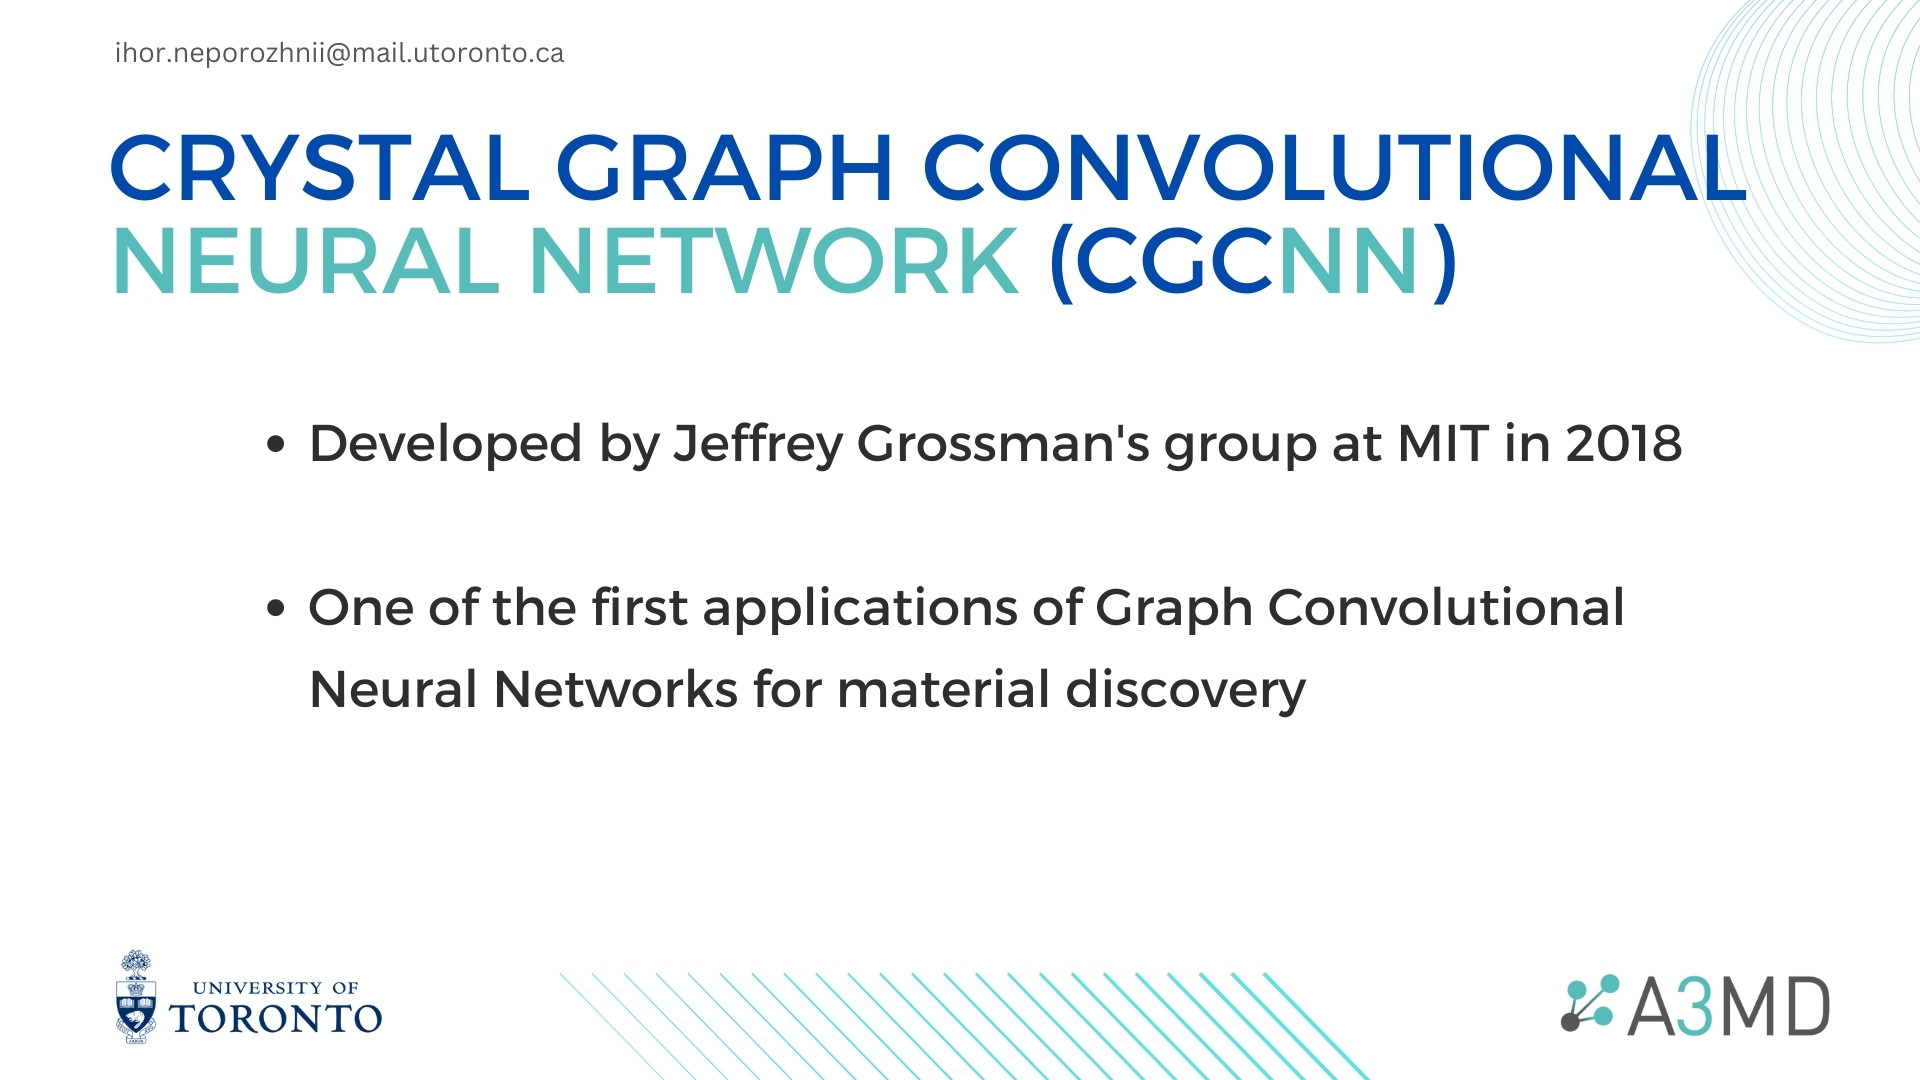 ihor.neporozhnii@mail.utoronto.ca
CRYSTAL GRAPH CONVOLUTIONAL
NEURAL NETWORK (CGCNN)
• Developed by Jeffrey Grossman's group at MIT in 2018
• One of the first applications of Graph Convolutional
Neural Networks for material discovery
UNIVERSITY OF
TORONTO
A3MD